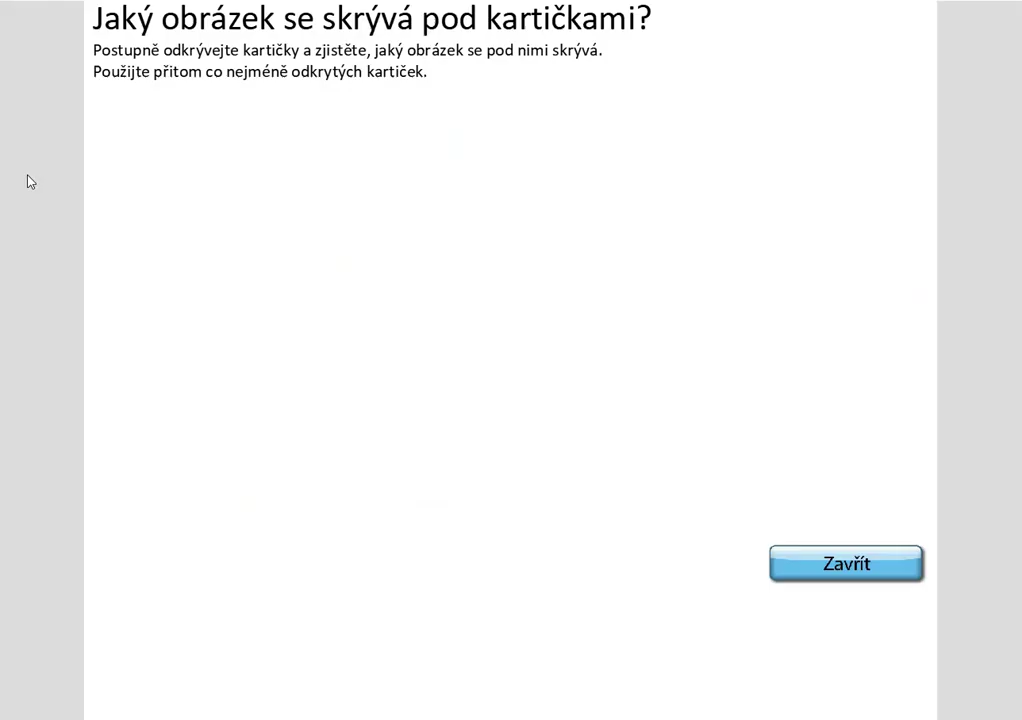 Jaký obrázek se skrývá pod kartičkami?
Postupně odkrývejte kartičky a zjistěte, jaký obrázek se pod nimi skrývá.
Použijte přitom co nejméně odkrytých kartiček.
Zavřít